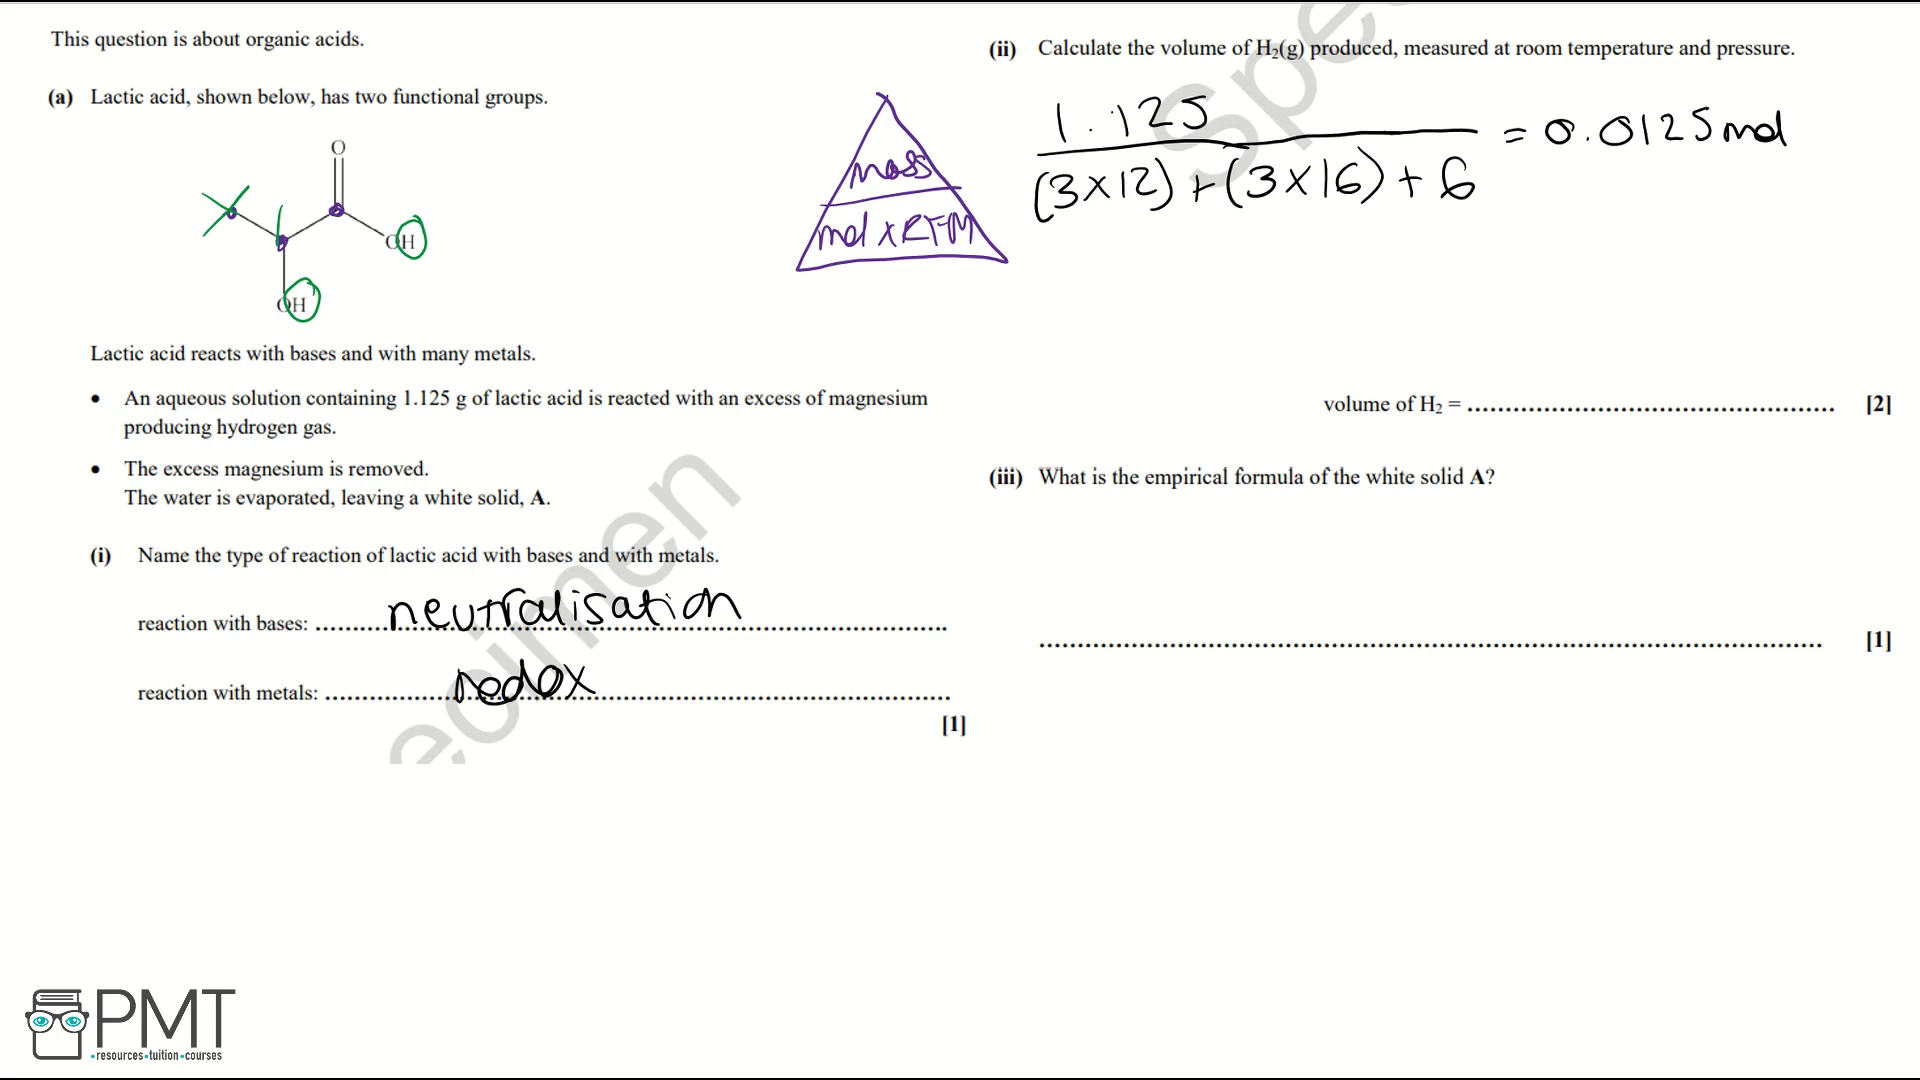 This question is about organic acids.
(a) Lactic acid, shown below, has two functional groups.
O
OH
OH
Lactic acid reacts with bases and with many metals.
• An aqueous solution containing 1.125 g of lactic acid is reacted with an excess of magnesium
producing hydrogen gas.
• The excess magnesium is removed.
The water is evaporated, leaving a white solid, A.
(i) Name the type of reaction of lactic acid with bases and with metals.
reaction with bases: neutralisation
reaction with metals: redox
[1]
(ii) Calculate the volume of H₂(g) produced, measured at room temperature and pressure.
mass
mol x RFM
1.125
(3x12) + (3x16) + 6
= 0.0125 mol
volume of H₂ = [2]
(iii) What is the empirical formula of the white solid A?
[1]
Spe
ecimen
PMT
•resources•tuition•courses